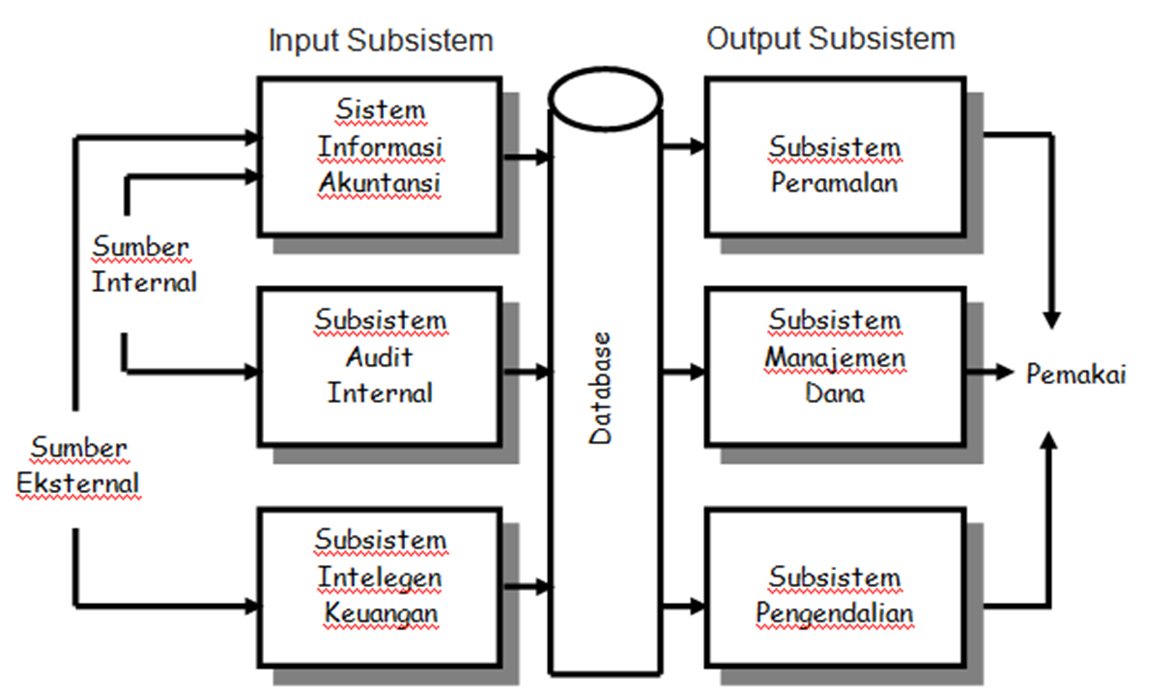 Input Subsistem
Output Subsistem
Sistem
Informasi
Akuntansi
Subsistem
Peramalan
Sumber
Internal
Subsistem
Audit
Internal
Database
Subsistem
Manajemen
Dana
Pemakai
Sumber
Eksternal
Subsistem
Intelegen
Keuangan
Subsistem
Pengendalian